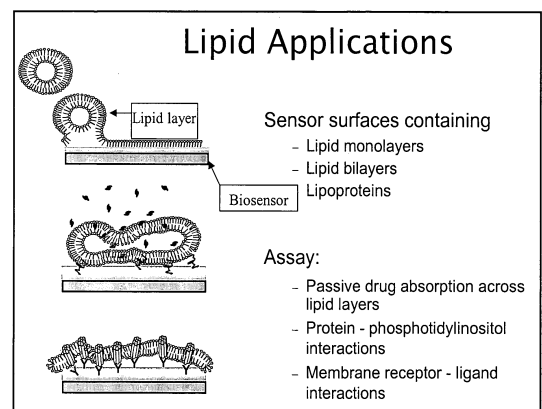 Lipid Applications
Lipid layer
Biosensor
Sensor surfaces containing
- Lipid monolayers
- Lipid bilayers
Lipoproteins
Assay:
- Passive drug absorption across
lipid layers
- Protein - phosphotidylinositol
interactions
- Membrane receptor - ligand
interactions